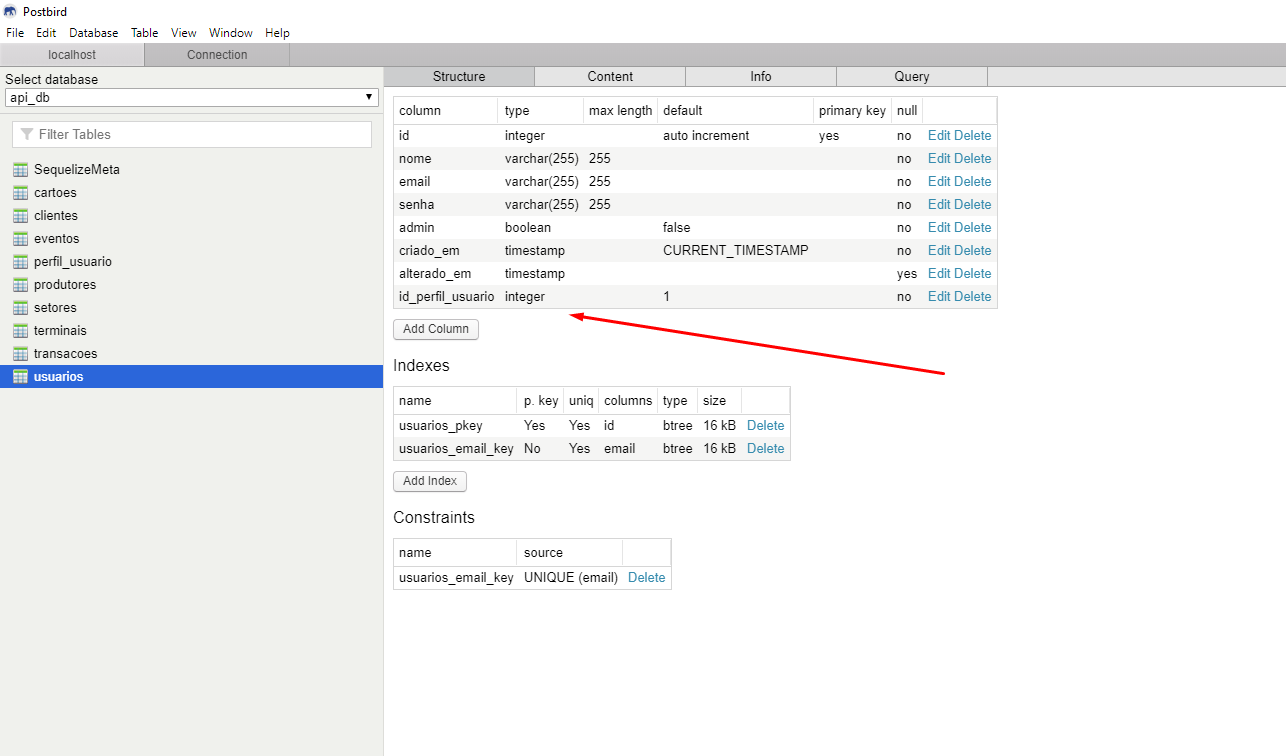 Postbird
File Edit Database Table View Window Help
localhost Connection
Select database
api_db
Filter Tables
SequelizeMeta
cartoes
clientes
eventos
perfil_usuario
produtores
setores
terminais
transacoes
usuarios
Structure Content Info Query
column type max length default primary key null
id integer auto increment yes no Edit Delete
nome varchar(255) 255 no Edit Delete
email varchar(255) 255 no Edit Delete
senha varchar(255) 255 no Edit Delete
admin boolean false no Edit Delete
criado_em timestamp CURRENT_TIMESTAMP no Edit Delete
alterado_em timestamp yes Edit Delete
id_perfil_usuario integer 1 no Edit Delete
Add Column
Indexes
name p. key uniq columns type size
usuarios_pkey Yes Yes id btree 16 kB Delete
usuarios_email_key No Yes email btree 16 kB Delete
Add Index
Constraints
name source
usuarios_email_key UNIQUE (email) Delete